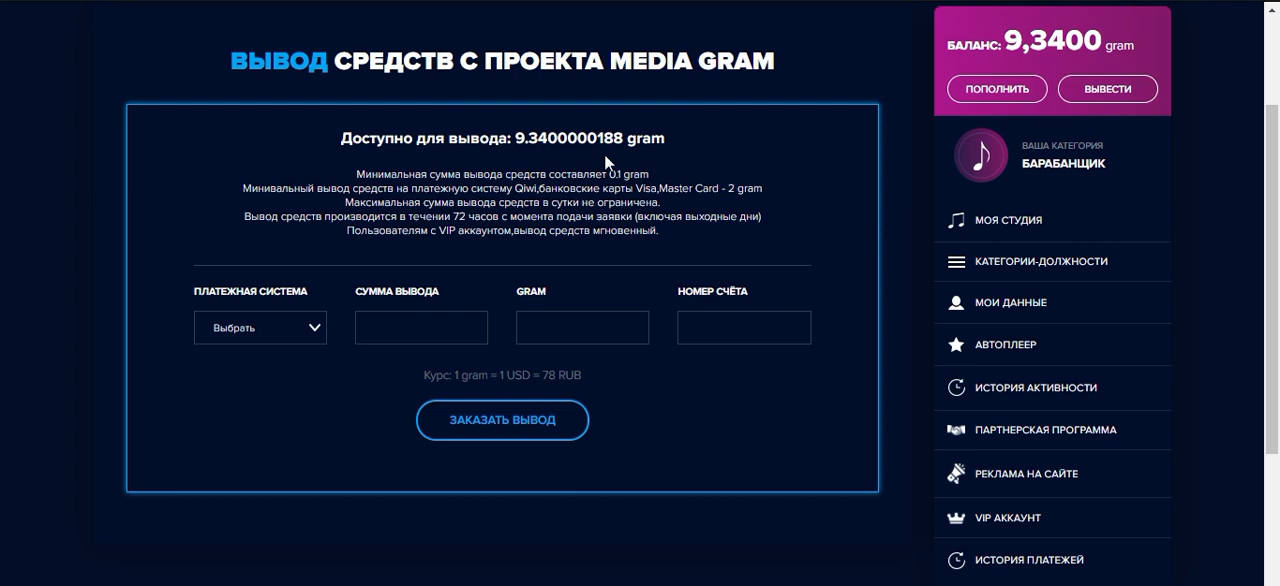 ВЫВОД СРЕДСТВ С ПРОЕКТА MEDIA GRAM
Доступно для вывода: 9.3400000188 gram
Минимальная сумма вывода средств составляет 0.1 gram
Минивальный вывод средств на платежную систему Qiwi,банковские карты Visa,Master Card - 2 gram
Максимальная сумма вывода средств в сутки не ограничена.
Вывод средств производится в течении 72 часов с момента подачи заявки (включая выходные дни)
Пользователям с VIP аккаунтом,вывод средств мгновенный.
ПЛАТЕЖНАЯ СИСТЕМА СУММА ВЫВОДА GRAM НОМЕР СЧЁТА
Выбрать
Курс: 1 gram = 1 USD = 78 RUB
ЗАКАЗАТЬ ВЫВОД
БАЛАНС: 9,3400 gram
ПОПОЛНИТЬ ВЫВЕСТИ
ВАША КАТЕГОРИЯ
БАРАБАНЩИК
МОЯ СТУДИЯ
КАТЕГОРИИ-ДОЛЖНОСТИ
МОИ ДАННЫЕ
АВТОПЛЕЕР
ИСТОРИЯ АКТИВНОСТИ
ПАРТНЕРСКАЯ ПРОГРАММА
РЕКЛАМА НА САЙТЕ
VIP АККАУНТ
ИСТОРИЯ ПЛАТЕЖЕЙ